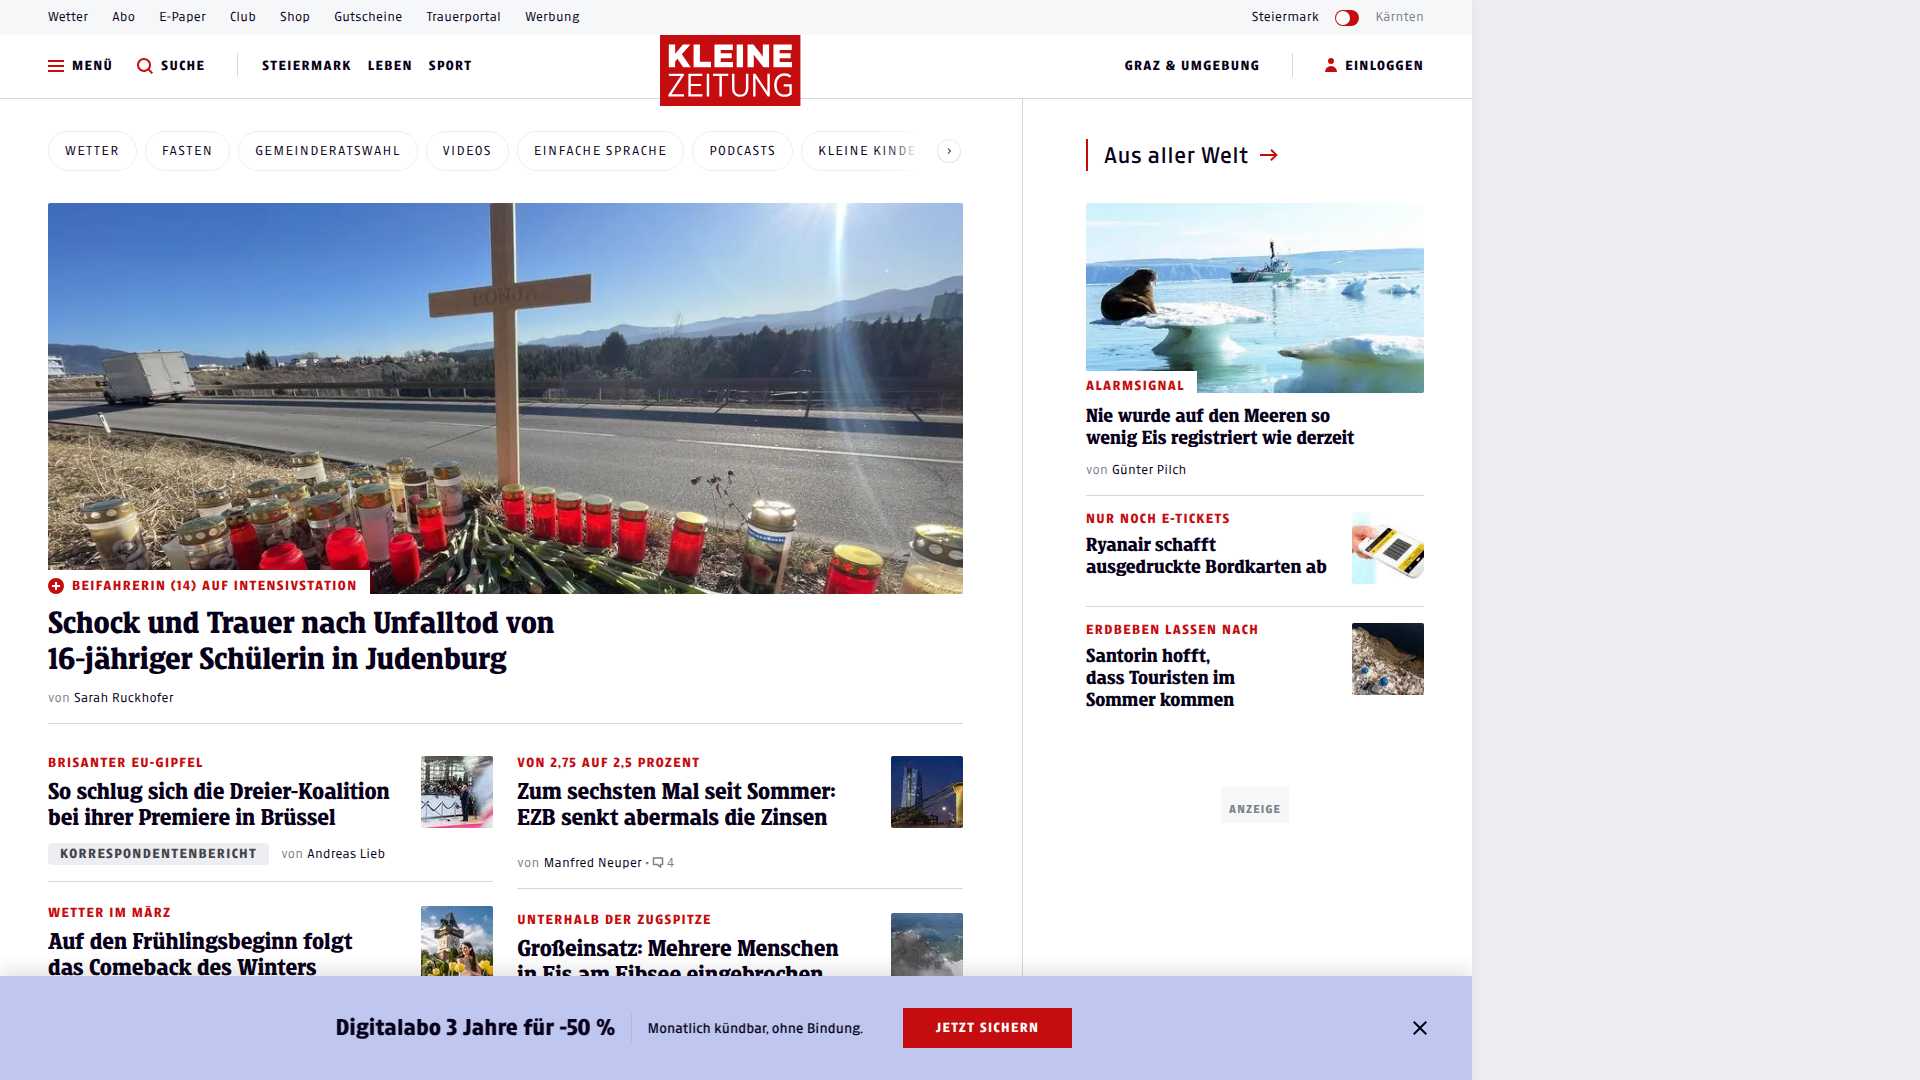 Wetter Abo E-Paper Club Shop Gutscheine Trauerportal Werbung Steiermark Kärnten
MENÜ SUCHE STEIERMARK LEBEN SPORT
KLEINE
ZEITUNG
GRAZ & UMGEBUNG EINLOGGEN
WETTER FASTEN GEMEINDERATSWAHL VIDEOS EINFACHE SPRACHE PODCASTS KLEINE KINDE
BEIFAHRERIN (14) AUF INTENSIVSTATION
Schock und Trauer nach Unfalltod von
16-jähriger Schülerin in Judenburg
von Sarah Ruckhofer
BRISANTER EU-GIPFEL
So schlug sich die Dreier-Koalition
bei ihrer Premiere in Brüssel
KORRESPONDENTENBERICHT von Andreas Lieb
WETTER IM MÄRZ
Auf den Frühlingsbeginn folgt
das Comeback des Winters
VON 2,75 AUF 2,5 PROZENT
Zum sechsten Mal seit Sommer:
EZB senkt abermals die Zinsen
von Manfred Neuper • 4
UNTERHALB DER ZUGSPITZE
Großeinsatz: Mehrere Menschen
in Eis am Eibsee eingebrochen
Aus aller Welt
ALARMSIGNAL
Nie wurde auf den Meeren so
wenig Eis registriert wie derzeit
von Günter Pilch
NUR NOCH E-TICKETS
Ryanair schafft
ausgedruckte Bordkarten ab
ERDBEBEN LASSEN NACH
Santorin hofft,
dass Touristen im
Sommer kommen
ANZEIGE
Digitalabo 3 Jahre für -50 % Monatlich kündbar, ohne Bindung. JETZT SICHERN